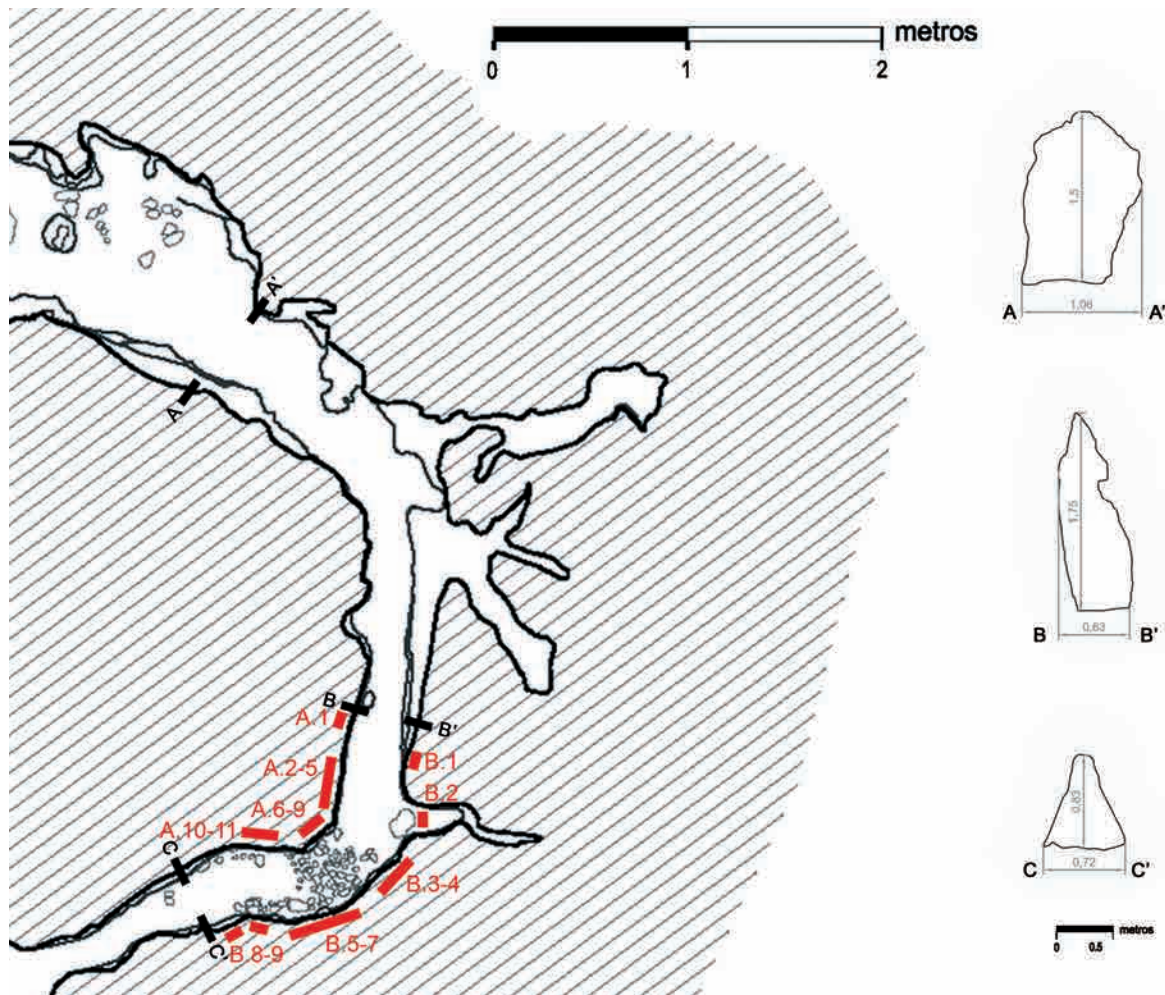 metros
0 1 2
A'
A
1,5
A 1,06 A'
1,75
B 0,63 B'
B
A.1
B'
B.1
A.2-5
B.2
A.6-9
A.10-11
C'
B.3-4
C
B.5-7
B.8-9
0,83
C 0,72 C'
metros
0 0.5